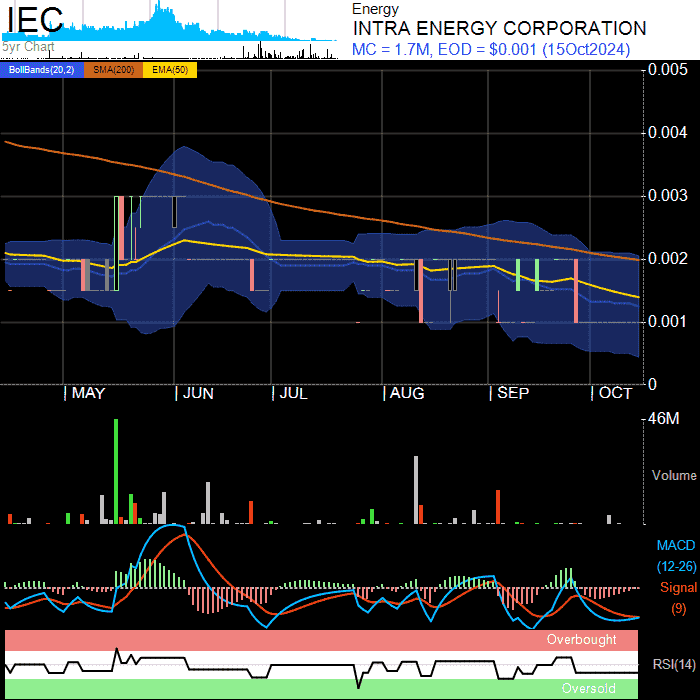 IEC
5yr Chart
Energy
INTRA ENERGY CORPORATION
MC = 1.7M, EOD = $0.001 (15Oct2024)
BollBands(20,2) SMA(200) EMA(50)
0.005
0.004
0.003
0.002
0.001
0
MAY JUN JUL AUG SEP OCT
46M
Volume
MACD
(12-26)
Signal
(9)
Overbought
RSI(14)
Oversold